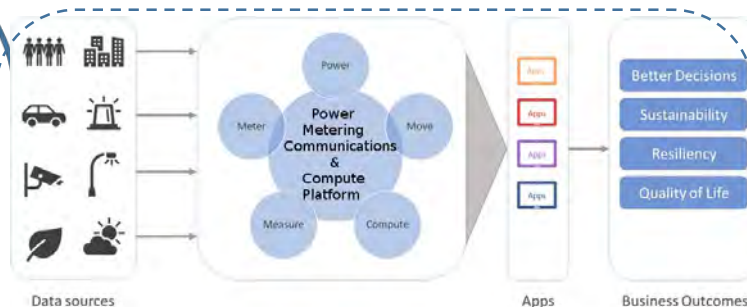 Power
Meter
Move
Power
Metering
Communications
&
Compute
Platform
Measure
Compute
Apps
Apps
Apps
Apps
Better Decisions
Sustainability
Resiliency
Quality of Life
Data sources
Apps
Business Outcomes